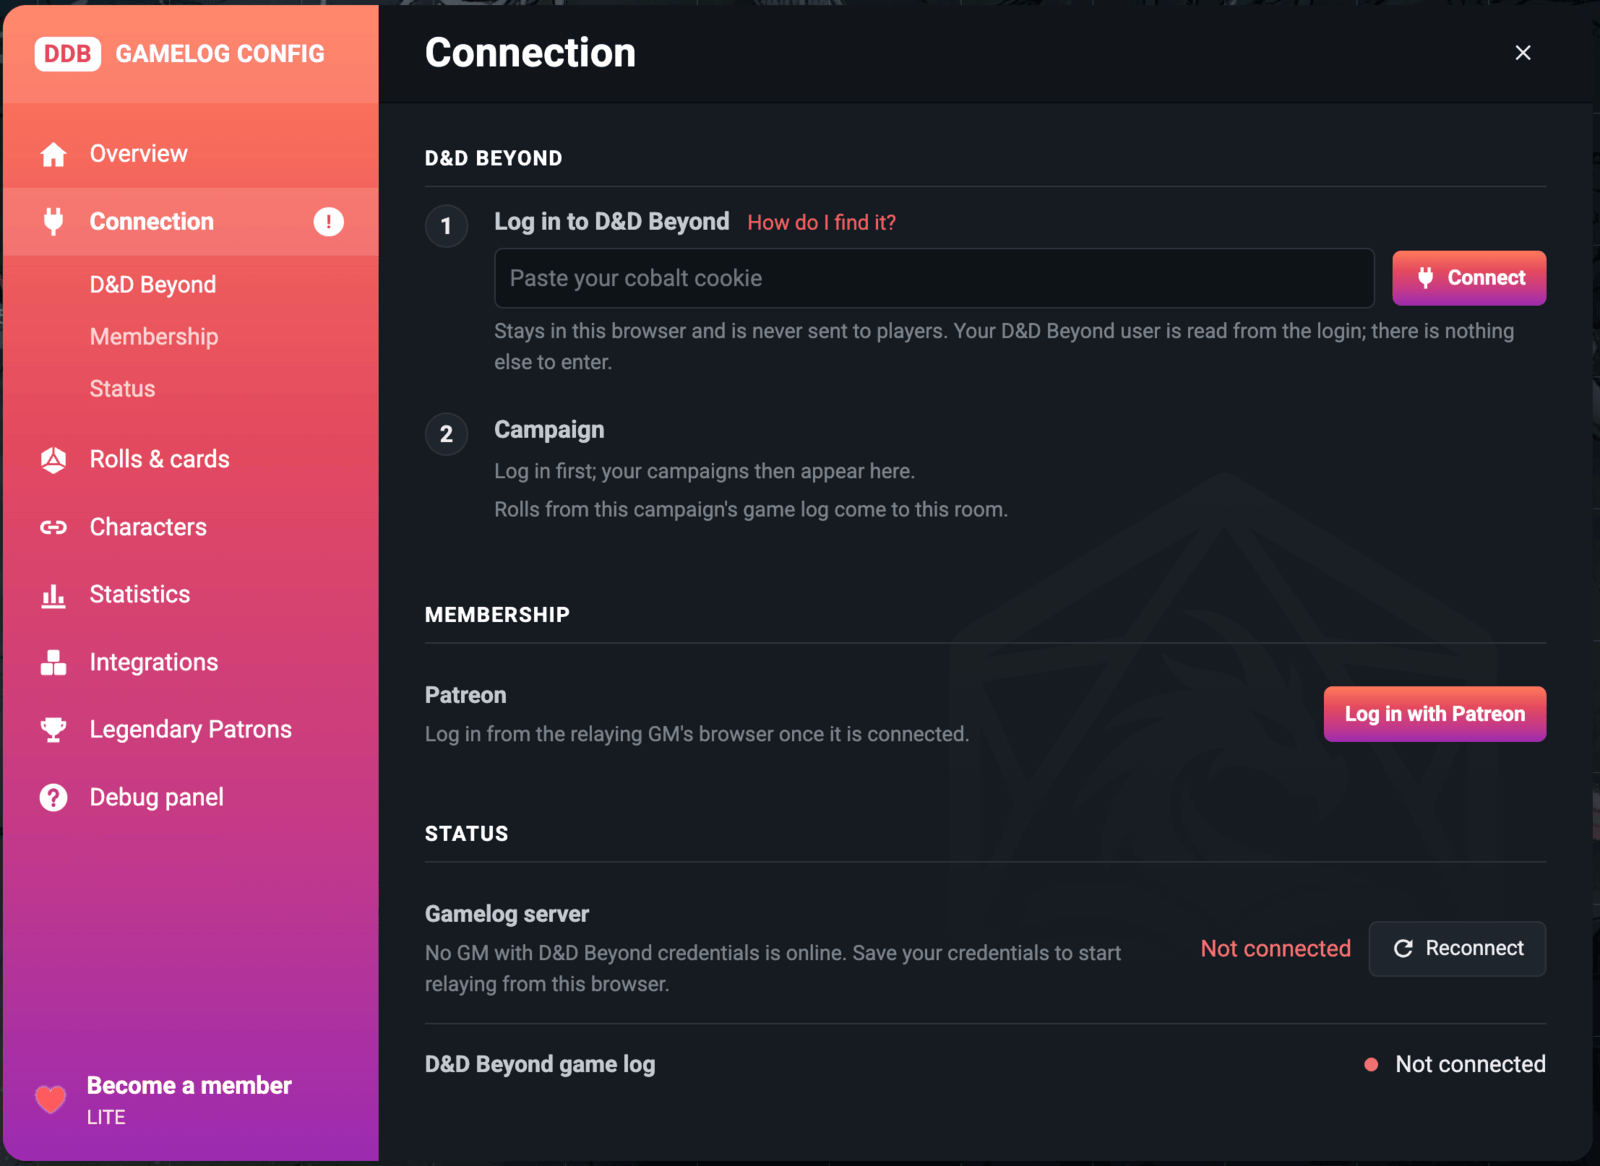 DDB GAMELOG CONFIG
Overview
Connection !
D&D Beyond
Membership
Status
Rolls & cards
Characters
Statistics
Integrations
Legendary Patrons
? Debug panel
Become a member
LITE
Connection
D&D BEYOND
1 Log in to D&D Beyond How do I find it?
Paste your cobalt cookie
Connect
Stays in this browser and is never sent to players. Your D&D Beyond user is read from the login; there is nothing
else to enter.
2 Campaign
Log in first; your campaigns then appear here.
Rolls from this campaign's game log come to this room.
MEMBERSHIP
Patreon
Log in from the relaying GM's browser once it is connected.
Log in with Patreon
STATUS
Gamelog server
No GM with D&D Beyond credentials is online. Save your credentials to start
relaying from this browser.
Not connected
Reconnect
D&D Beyond game log
Not connected